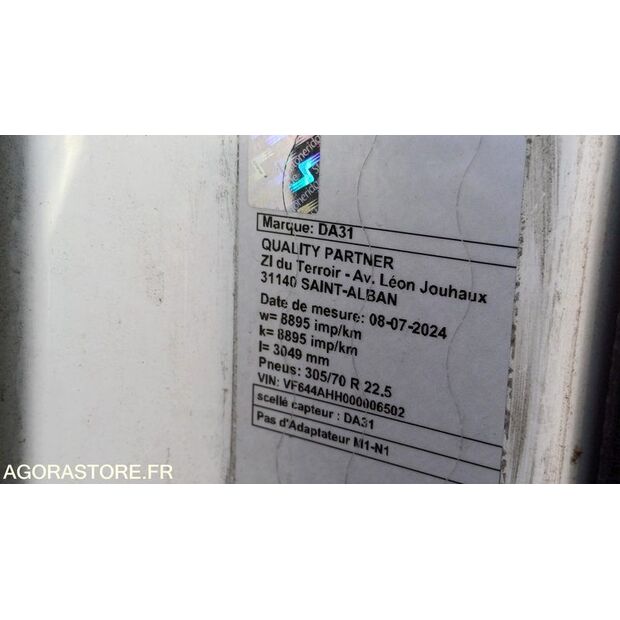 Stoneridge
Marque: DA31
QUALITY PARTNER
ZI du Terroir - Av. Léon Jouhaux
31140 SAINT-ALBAN
Date de mesure: 08-07-2024
w= 8895 imp/km
k= 8895 imp/km
l= 3049 mm
Pneus: 305/70 R 22.5
VIN: VF644AHH000006502
scellé capteur : DA31
Pas d'Adaptateur M1-N1
AGORASTORE.FR